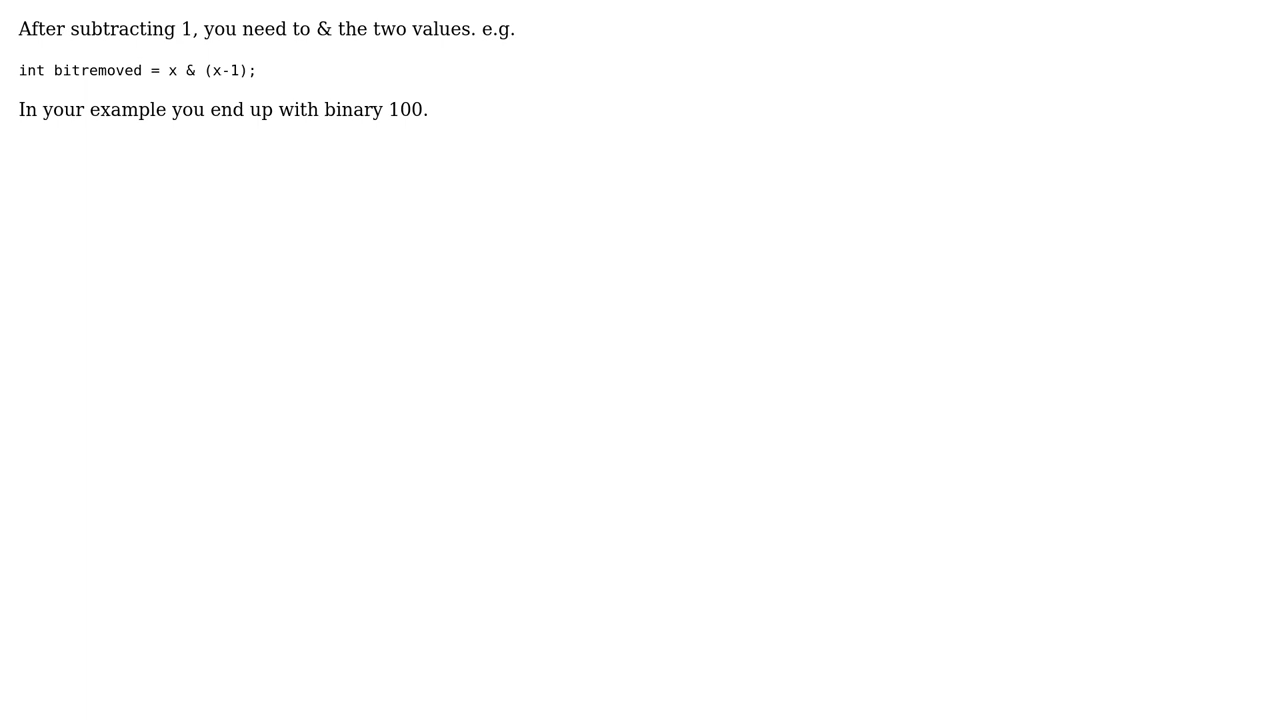 After subtracting 1, you need to & the two values. e.g.
int bitremoved = x & (x-1);
In your example you end up with binary 100.